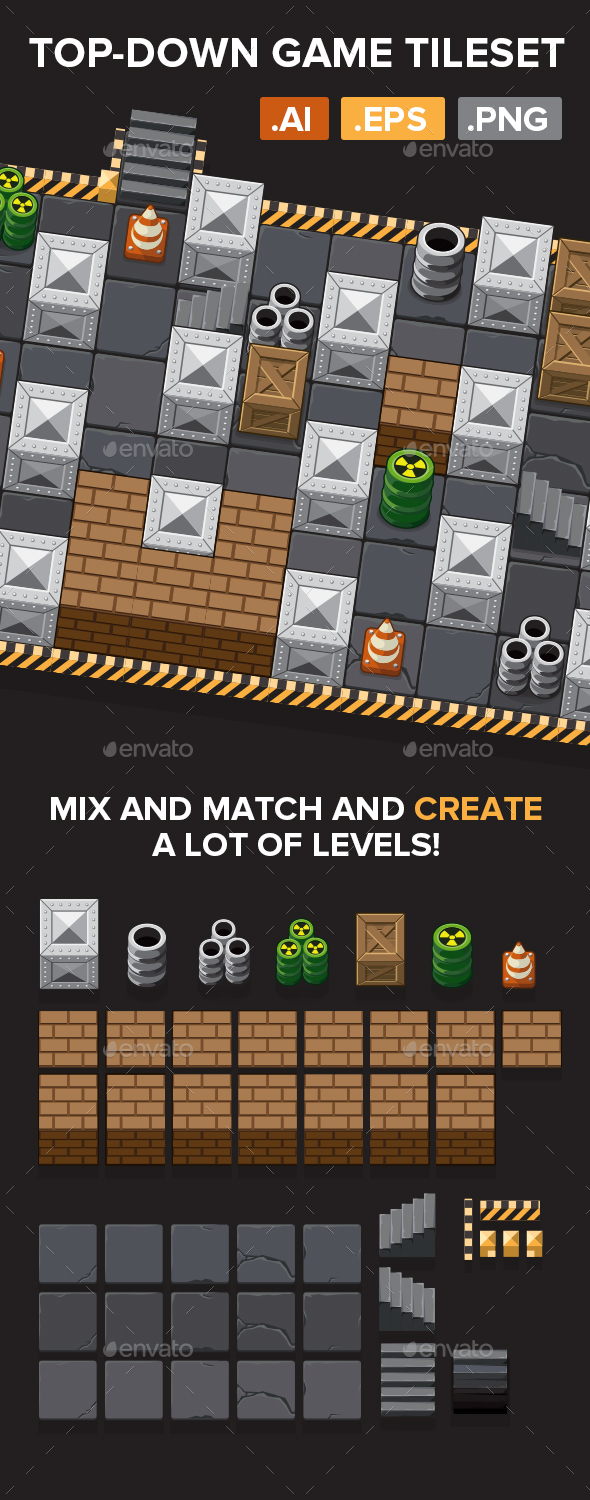 TOP-DOWN GAME TILESET
.AI .EPS .PNG
envato envato
envato envato
envato envato
MIX AND MATCH AND CREATE
A LOT OF LEVELS!
envato envato
envato envato